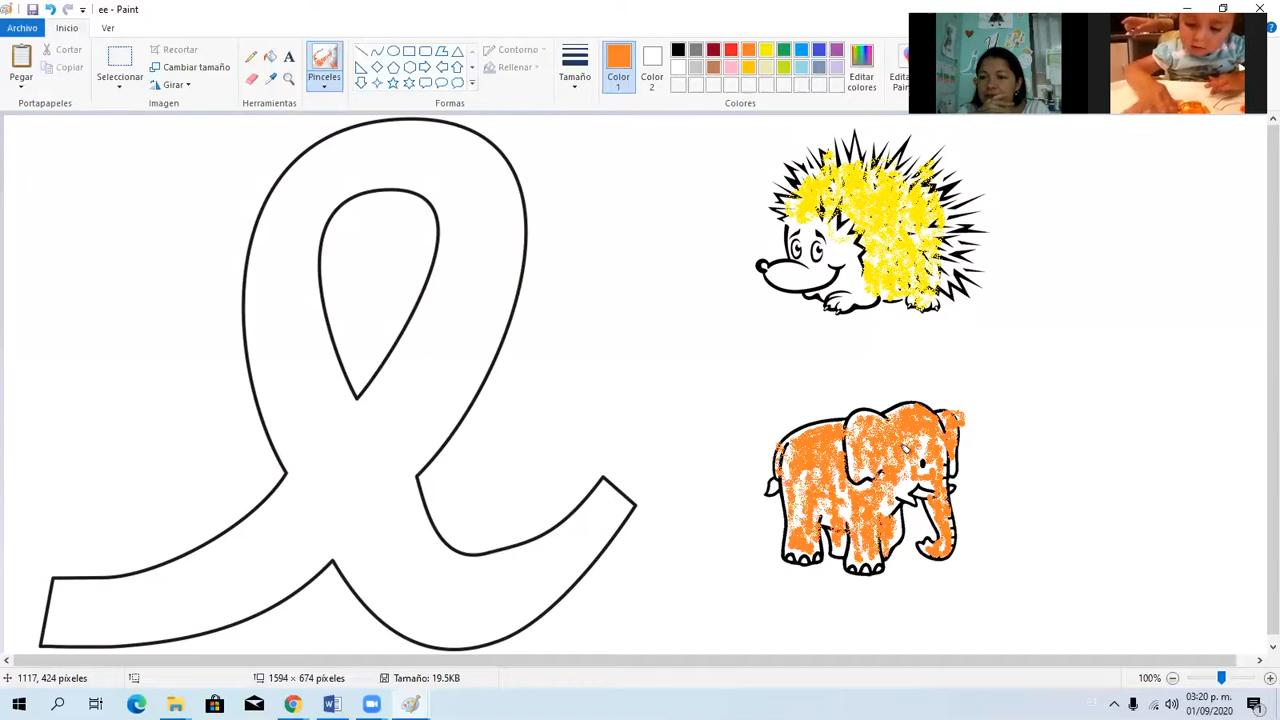 ee - Paint
Archivo
Inicio
Ver
Pegar
Cortar
Copiar
Portapapeles
Seleccionar
Recortar
Cambiar tamaño
Girar
Imagen
A
Herramientas
Pinceles
Contorno
Rellenar
Formas
Tamaño
Color
1
Color
2
Editar
colores
Colores
Editar
Pain
e
1117, 424 píxeles
1594 × 674 píxeles
Tamaño: 19.5KB
100%
03:20 p. m.
01/09/2020